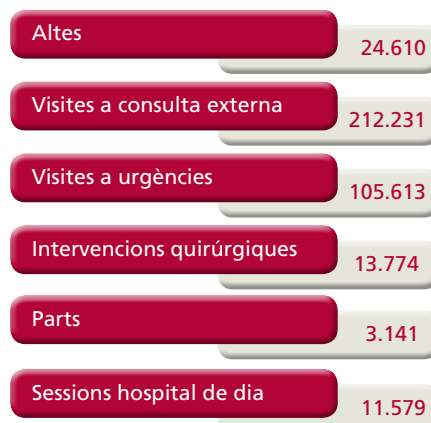 Altes
24.610
Visites a consulta externa
212.231
Visites a urgències
105.613
Intervencions quirúrgiques
13.774
Parts
3.141
Sessions hospital de dia
11.579